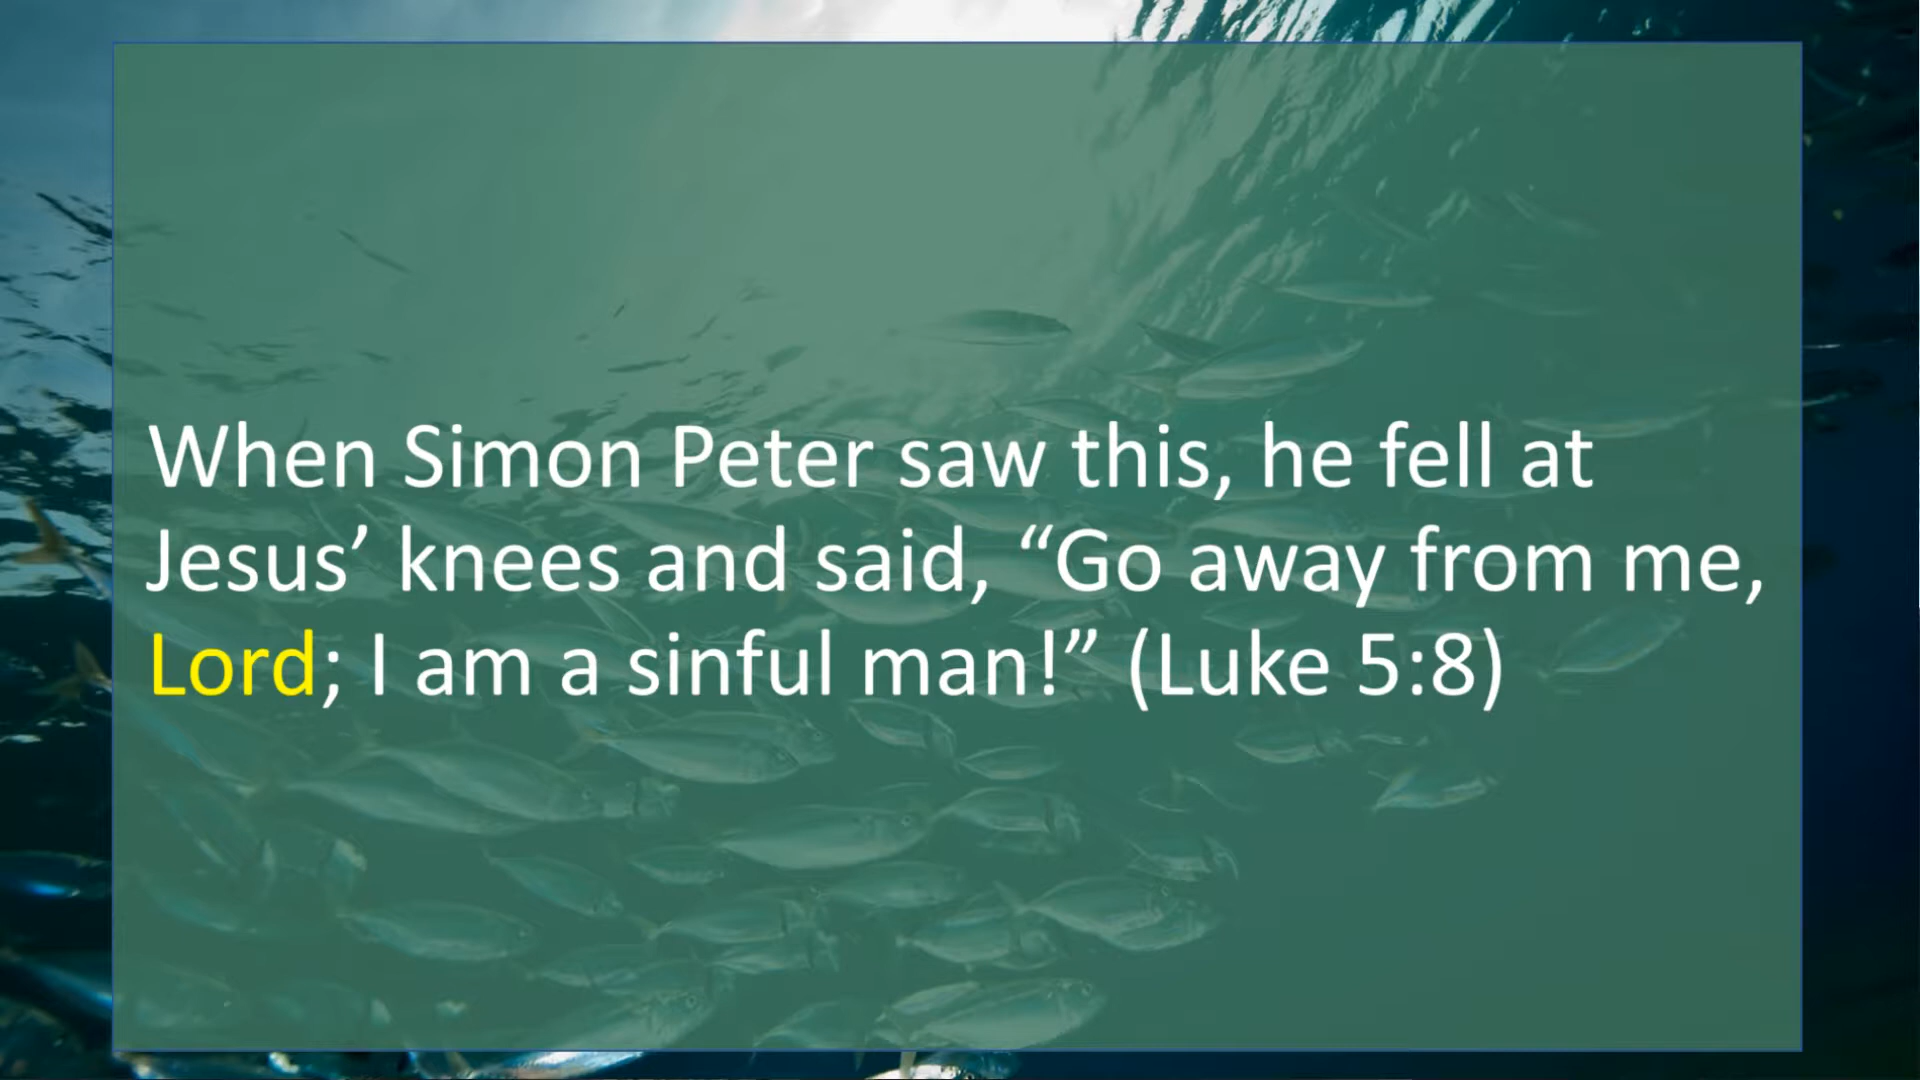 When Simon Peter saw this, he fell at
Jesus’ knees and said, “Go away from me,
Lord; I am a sinful man!” (Luke 5:8)